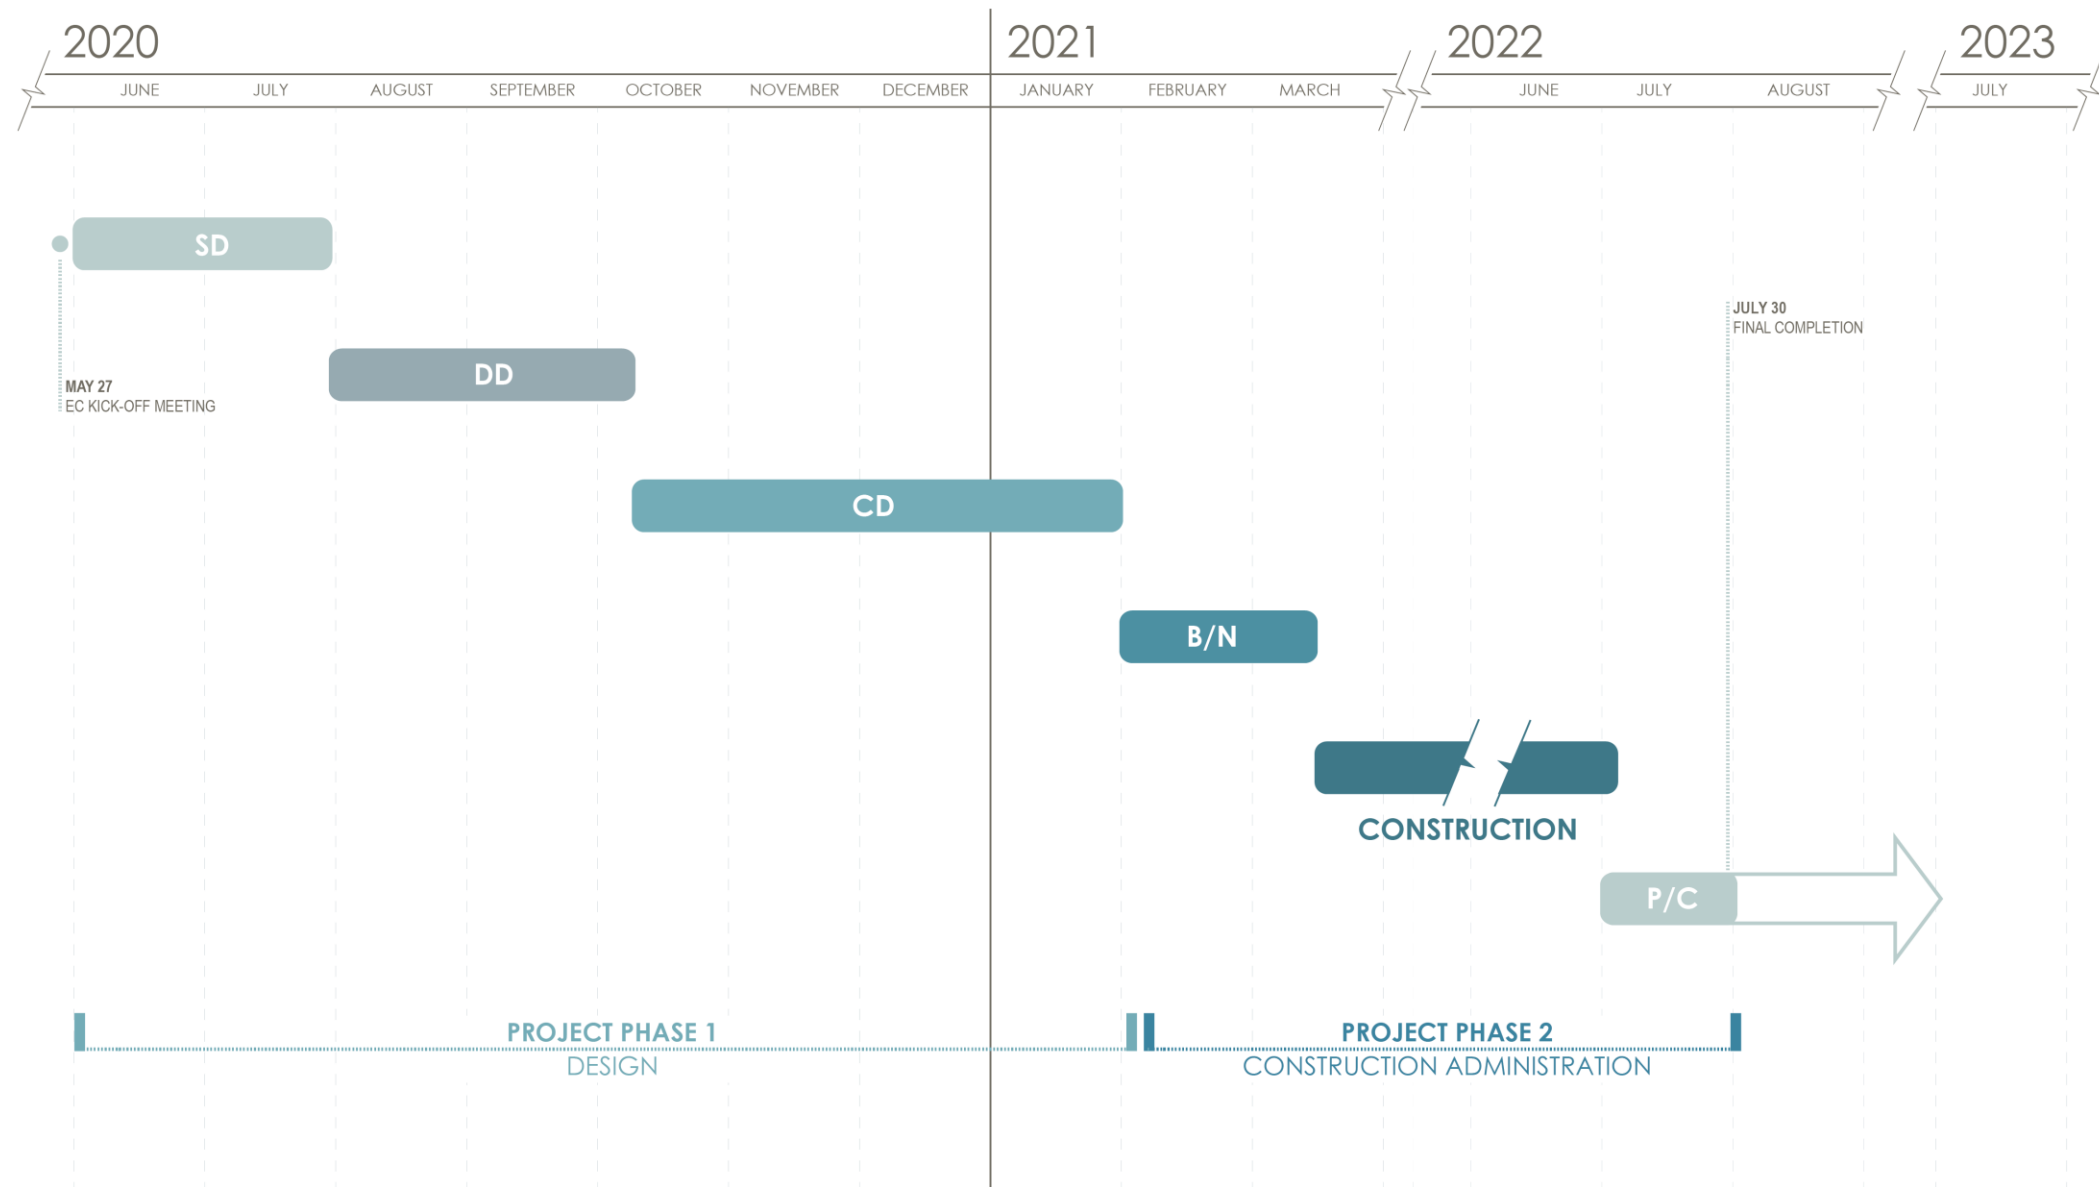 2020 2021 2022 2023
JUNE JULY AUGUST SEPTEMBER OCTOBER NOVEMBER DECEMBER JANUARY FEBRUARY MARCH JUNE JULY AUGUST JULY
SD
JULY 30
FINAL COMPLETION
DD
MAY 27
EC KICK-OFF MEETING
CD
B/N
CONSTRUCTION
P/C
PROJECT PHASE 1 PROJECT PHASE 2
DESIGN CONSTRUCTION ADMINISTRATION